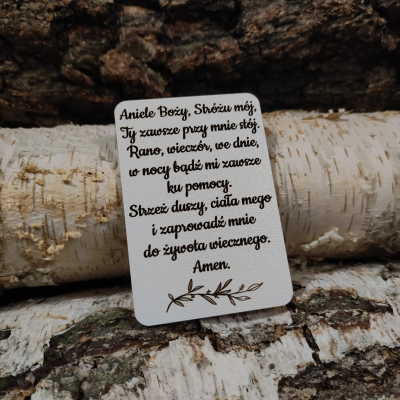 Aniele Boży, Stróżu mój,
Ty zawsze przy mnie stój.
Rano, wieczór, we dnie,
w nocy bądź mi zawsze
ku pomocy.
Strzeż duszy, ciała mego
i zaprowadź mnie
do żywota wiecznego.
Amen.